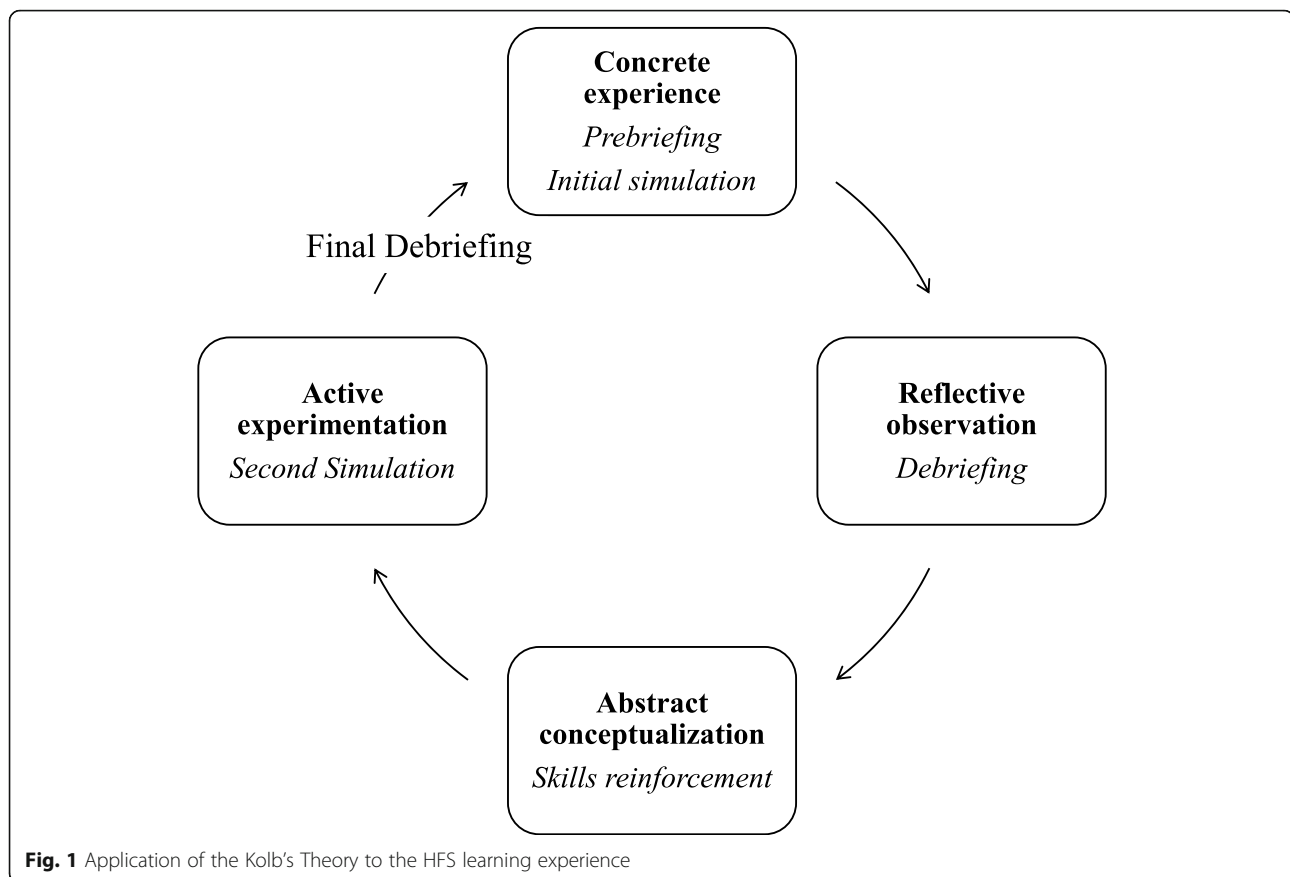 Concrete
experience
Prebriefing
Initial simulation
Final Debriefing
Active
experimentation
Second Simulation
Reflective
observation
Debriefing
Abstract
conceptualization
Skills reinforcement
Fig. 1 Application of the Kolb's Theory to the HFS learning experience